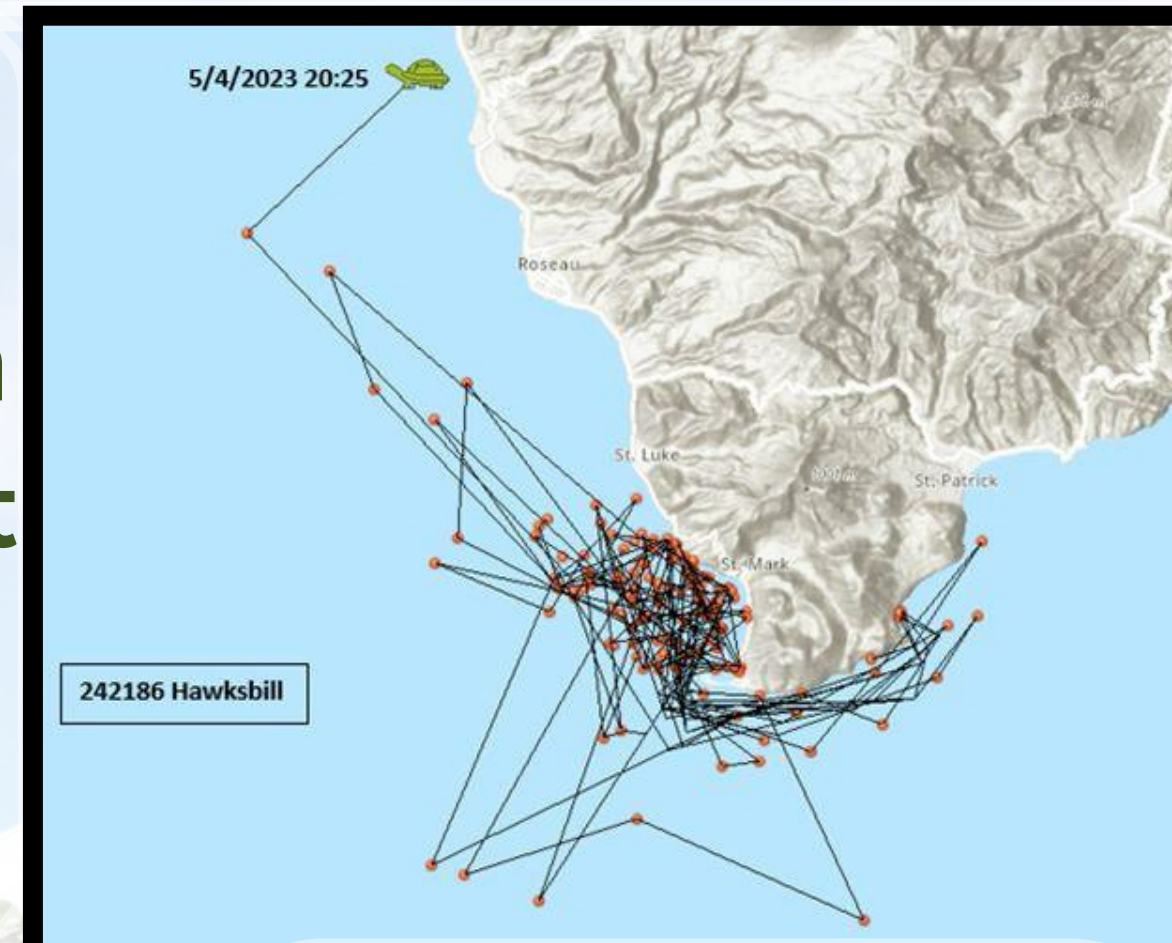 5/4/2023 20:25
Roseau
St. Luke
St. Patrick
St. Mark
242186 Hawksbill